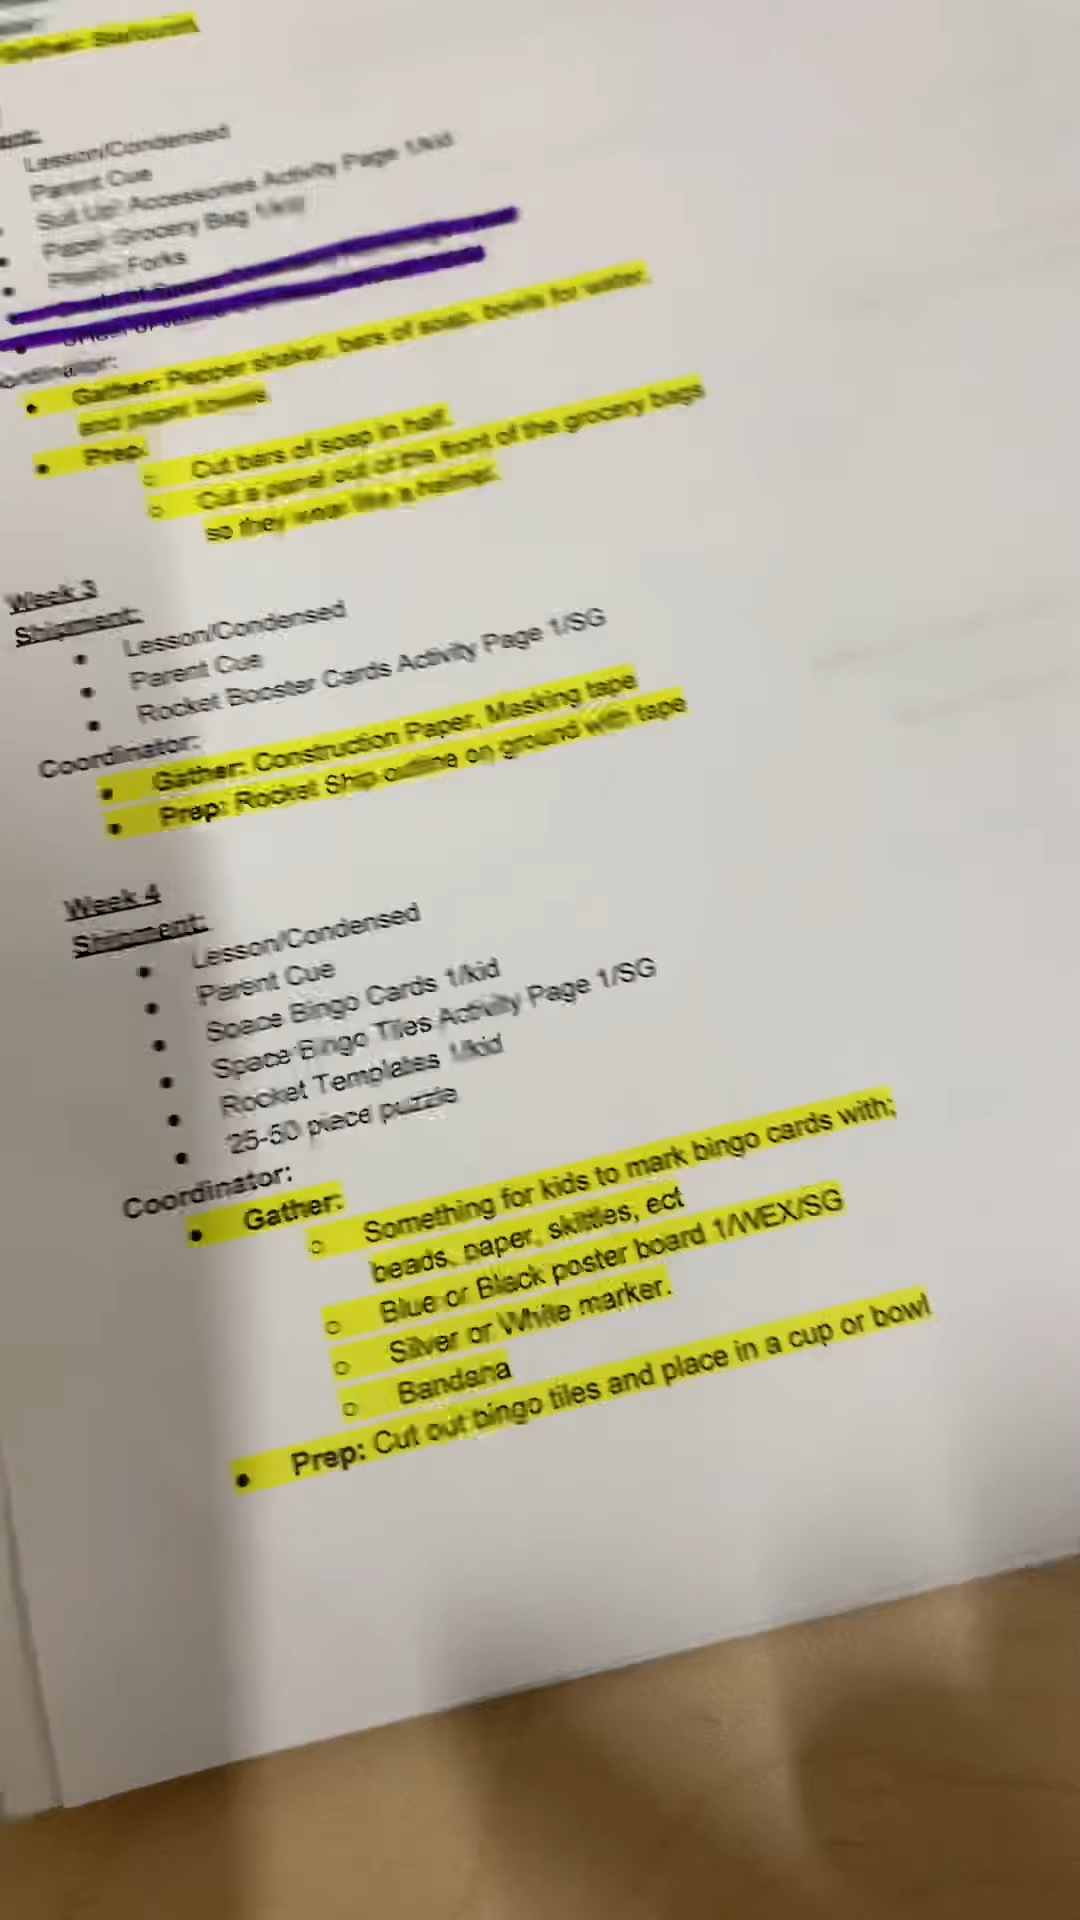 Lesson/Condensed
Parent Cue
Suit Up: Accessories Activity Page 1/kid
Paper Grocery Bag 1/kid
Plastic Forks
Gather: Pepper shaker, bars of soap, bowls for water,
and paper towels
Prep:
Cut bars of soap in half.
Cut a panel out of the front of the grocery bags
so they wear like a helmet.
Week 3
Shipment:
Lesson/Condensed
Parent Cue
Rocket Booster Cards Activity Page 1/SG
Coordinator:
Gather: Construction Paper, Masking tape
Prep: Rocket Ship outline on ground with tape
Week 4
Shipment:
Lesson/Condensed
Parent Cue
Space Bingo Cards 1/kid
Space Bingo Tiles Activity Page 1/SG
Rocket Templates 1/kid
25-50 piece puzzle
Coordinator:
Gather:
Something for kids to mark bingo cards with;
beads, paper, skittles, ect
Blue or Black poster board 1/WEX/SG
Silver or White marker.
Bandana
Prep: Cut out bingo tiles and place in a cup or bowl